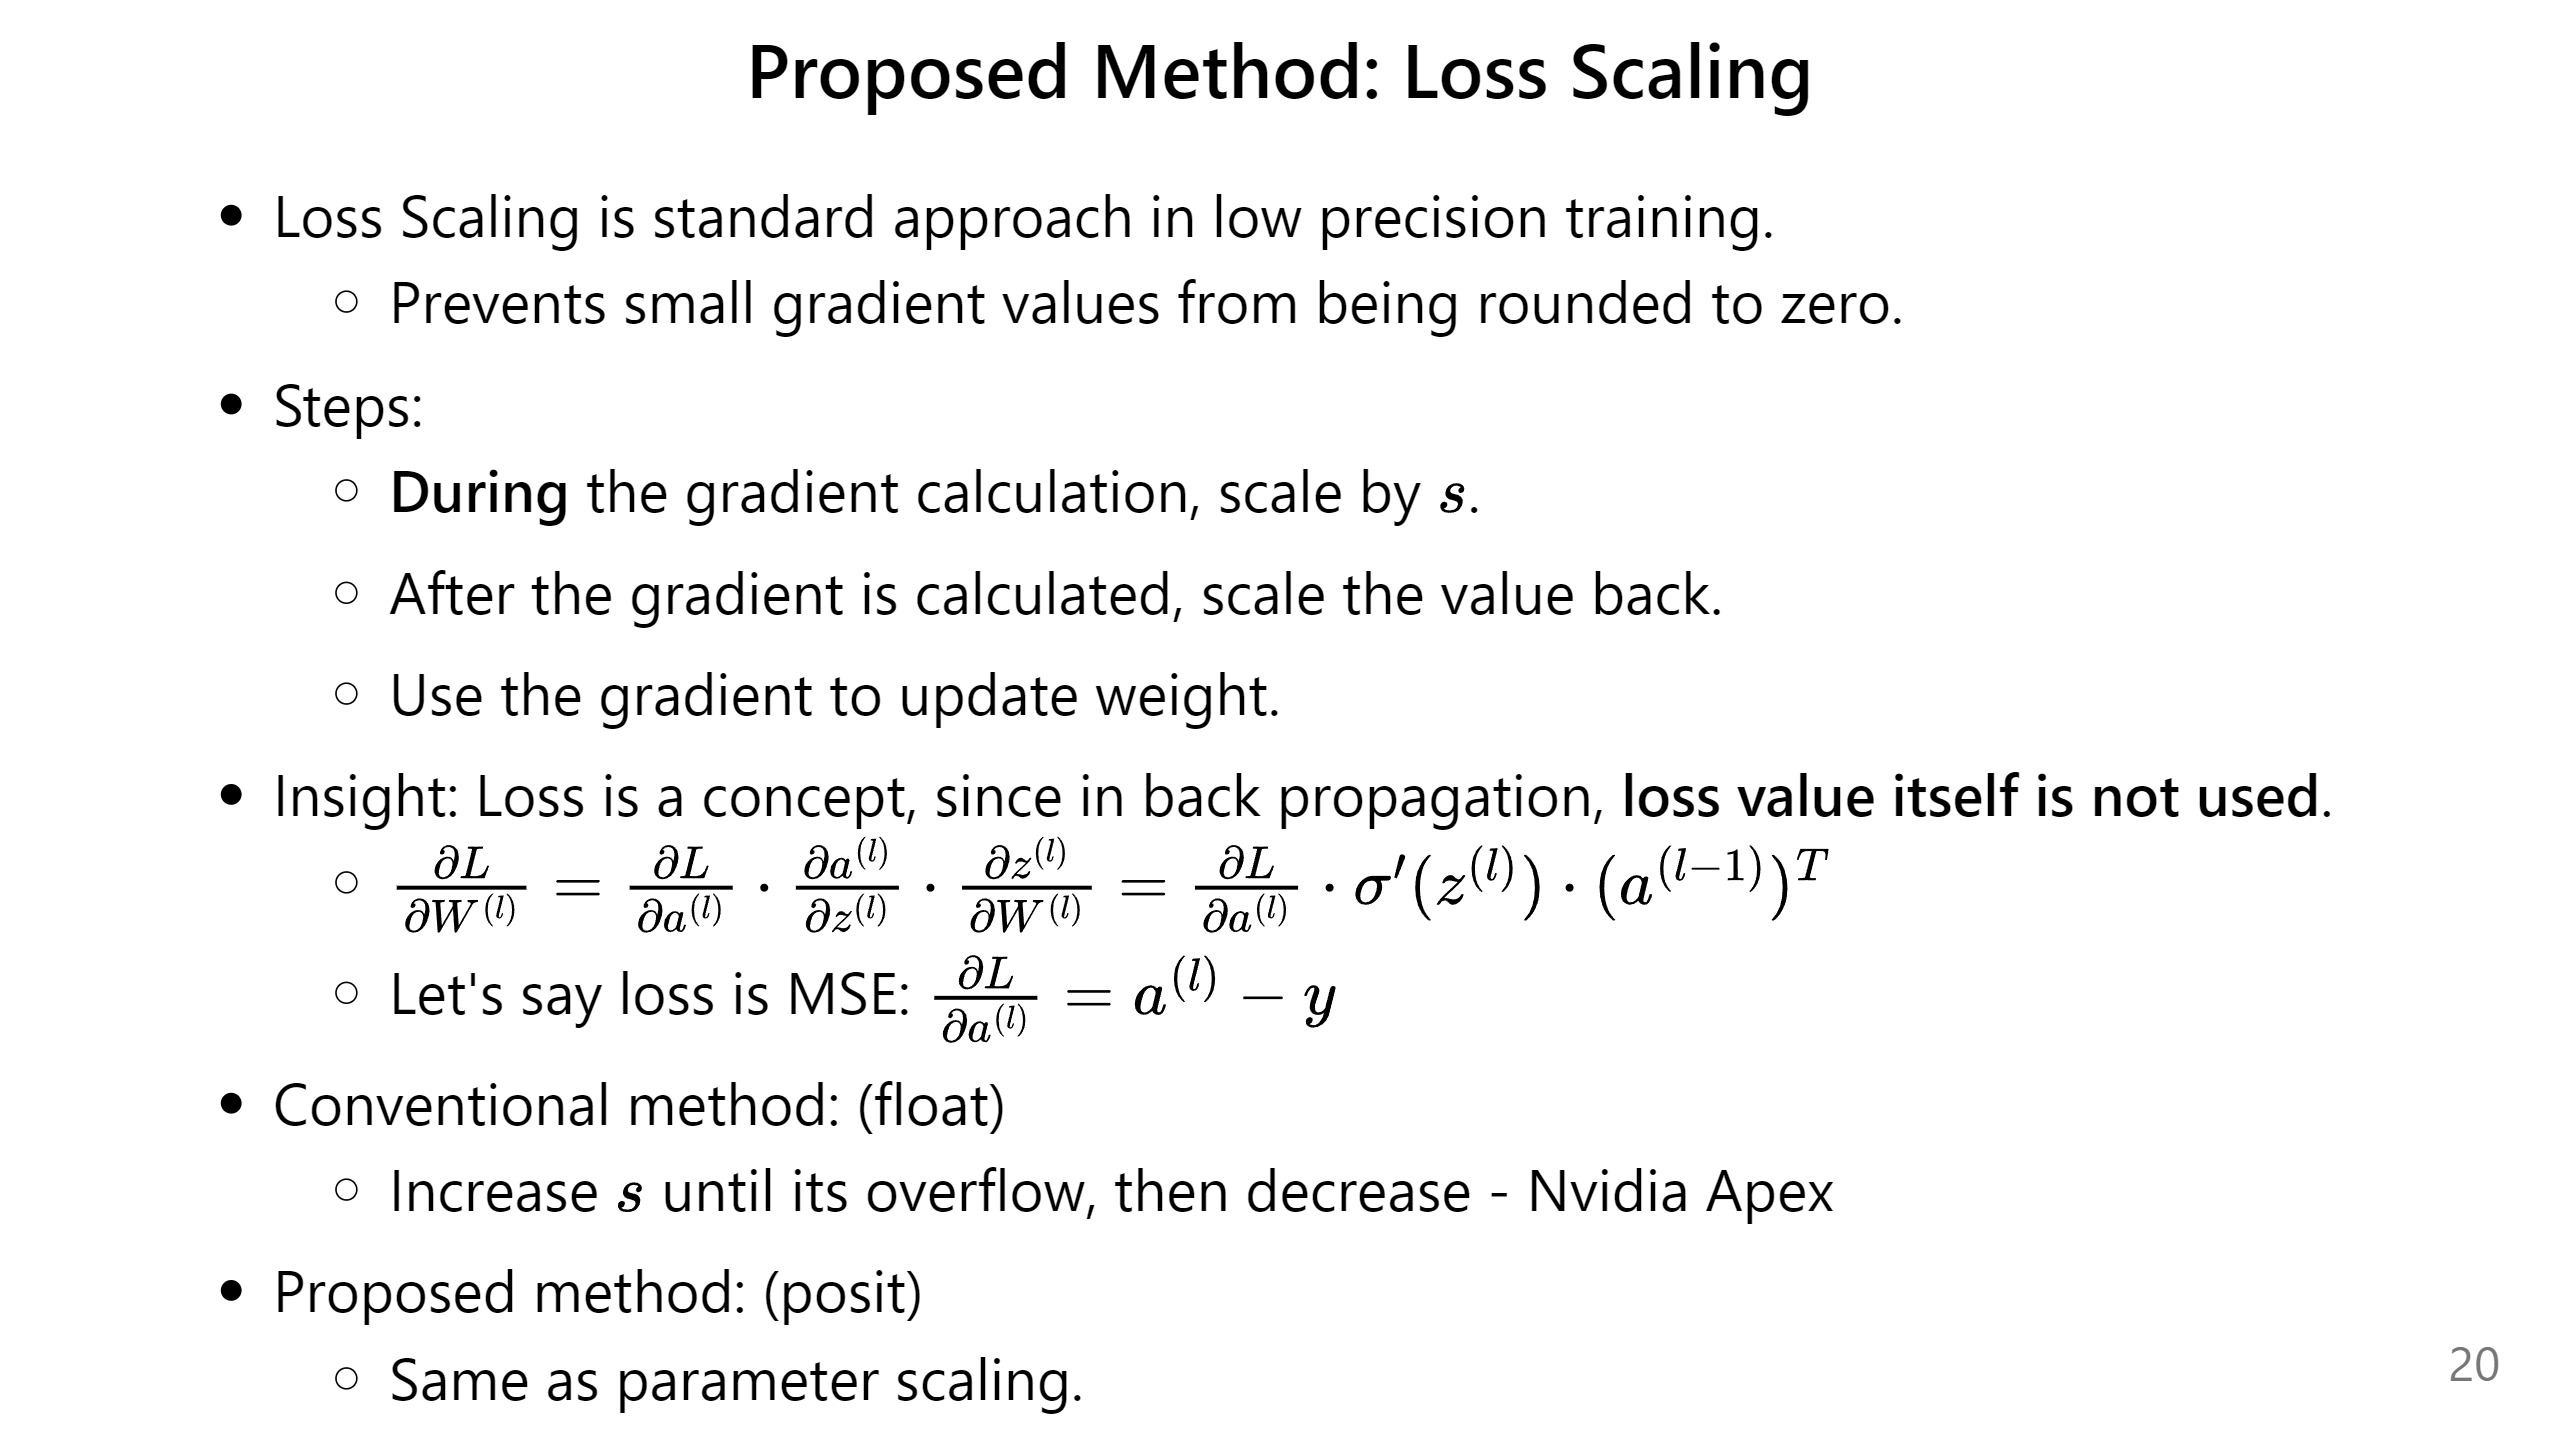 Proposed Method: Loss Scaling
• Loss Scaling is standard approach in low precision training.
○ Prevents small gradient values from being rounded to zero.
• Steps:
○ During the gradient calculation, scale by s.
○ After the gradient is calculated, scale the value back.
○ Use the gradient to update weight.
• Insight: Loss is a concept, since in back propagation, loss value itself is not used.
○ ∂L/∂W^(l) = ∂L/∂a^(l) · ∂a^(l)/∂z^(l) · ∂z^(l)/∂W^(l) = ∂L/∂a^(l) · σ′(z^(l)) · (a^(l−1))^T
○ Let's say loss is MSE: ∂L/∂a^(l) = a^(l) − y
• Conventional method: (float)
○ Increase s until its overflow, then decrease - Nvidia Apex
• Proposed method: (posit)
○ Same as parameter scaling.
20